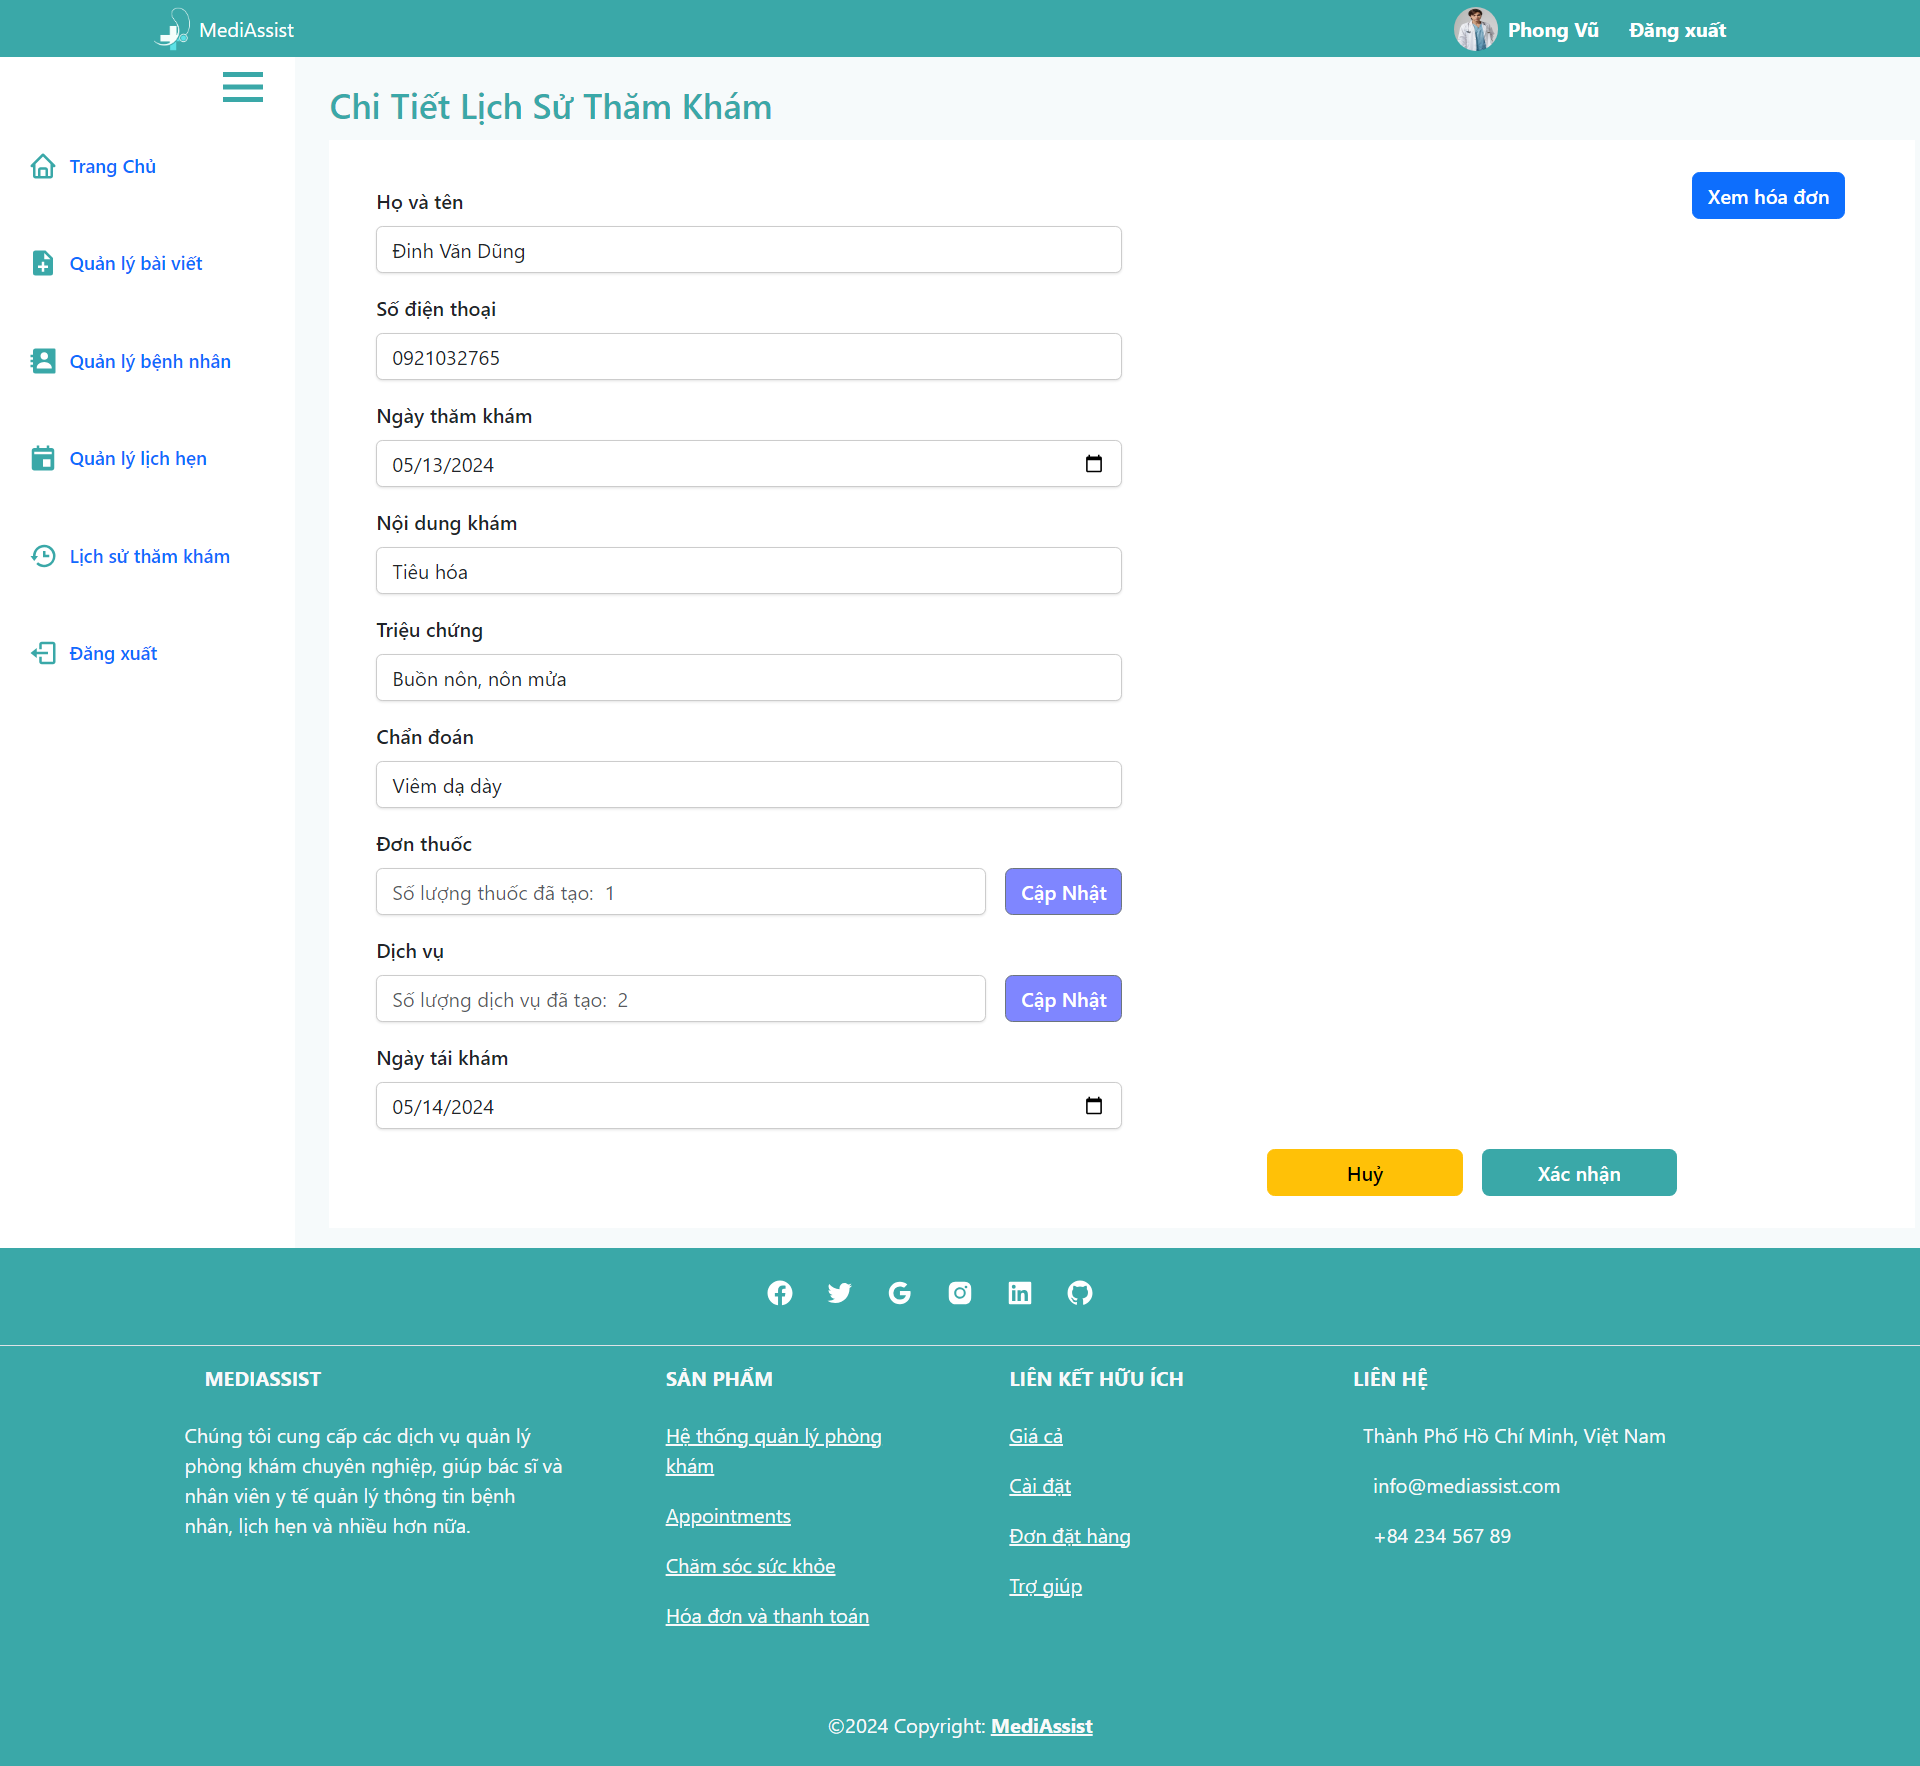 MediAssist
Phong Vũ
Đăng xuất
Trang Chủ
Quản lý bài viết
Quản lý bệnh nhân
Quản lý lịch hẹn
Lịch sử thăm khám
Đăng xuất
Chi Tiết Lịch Sử Thăm Khám
Xem hóa đơn
Họ và tên
Đinh Văn Dũng
Số điện thoại
0921032765
Ngày thăm khám
05/13/2024
Nội dung khám
Tiêu hóa
Triệu chứng
Buồn nôn, nôn mửa
Chẩn đoán
Viêm dạ dày
Đơn thuốc
Số lượng thuốc đã tạo: 1
Cập Nhật
Dịch vụ
Số lượng dịch vụ đã tạo: 2
Cập Nhật
Ngày tái khám
05/14/2024
Huỷ
Xác nhận
MEDIASSIST
Chúng tôi cung cấp các dịch vụ quản lý
phòng khám chuyên nghiệp, giúp bác sĩ và
nhân viên y tế quản lý thông tin bệnh
nhân, lịch hẹn và nhiều hơn nữa.
SẢN PHẨM
Hệ thống quản lý phòng
khám
Appointments
Chăm sóc sức khỏe
Hóa đơn và thanh toán
LIÊN KẾT HỮU ÍCH
Giá cả
Cài đặt
Đơn đặt hàng
Trợ giúp
LIÊN HỆ
Thành Phố Hồ Chí Minh, Việt Nam
info@mediassist.com
+84 234 567 89
©2024 Copyright: MediAssist